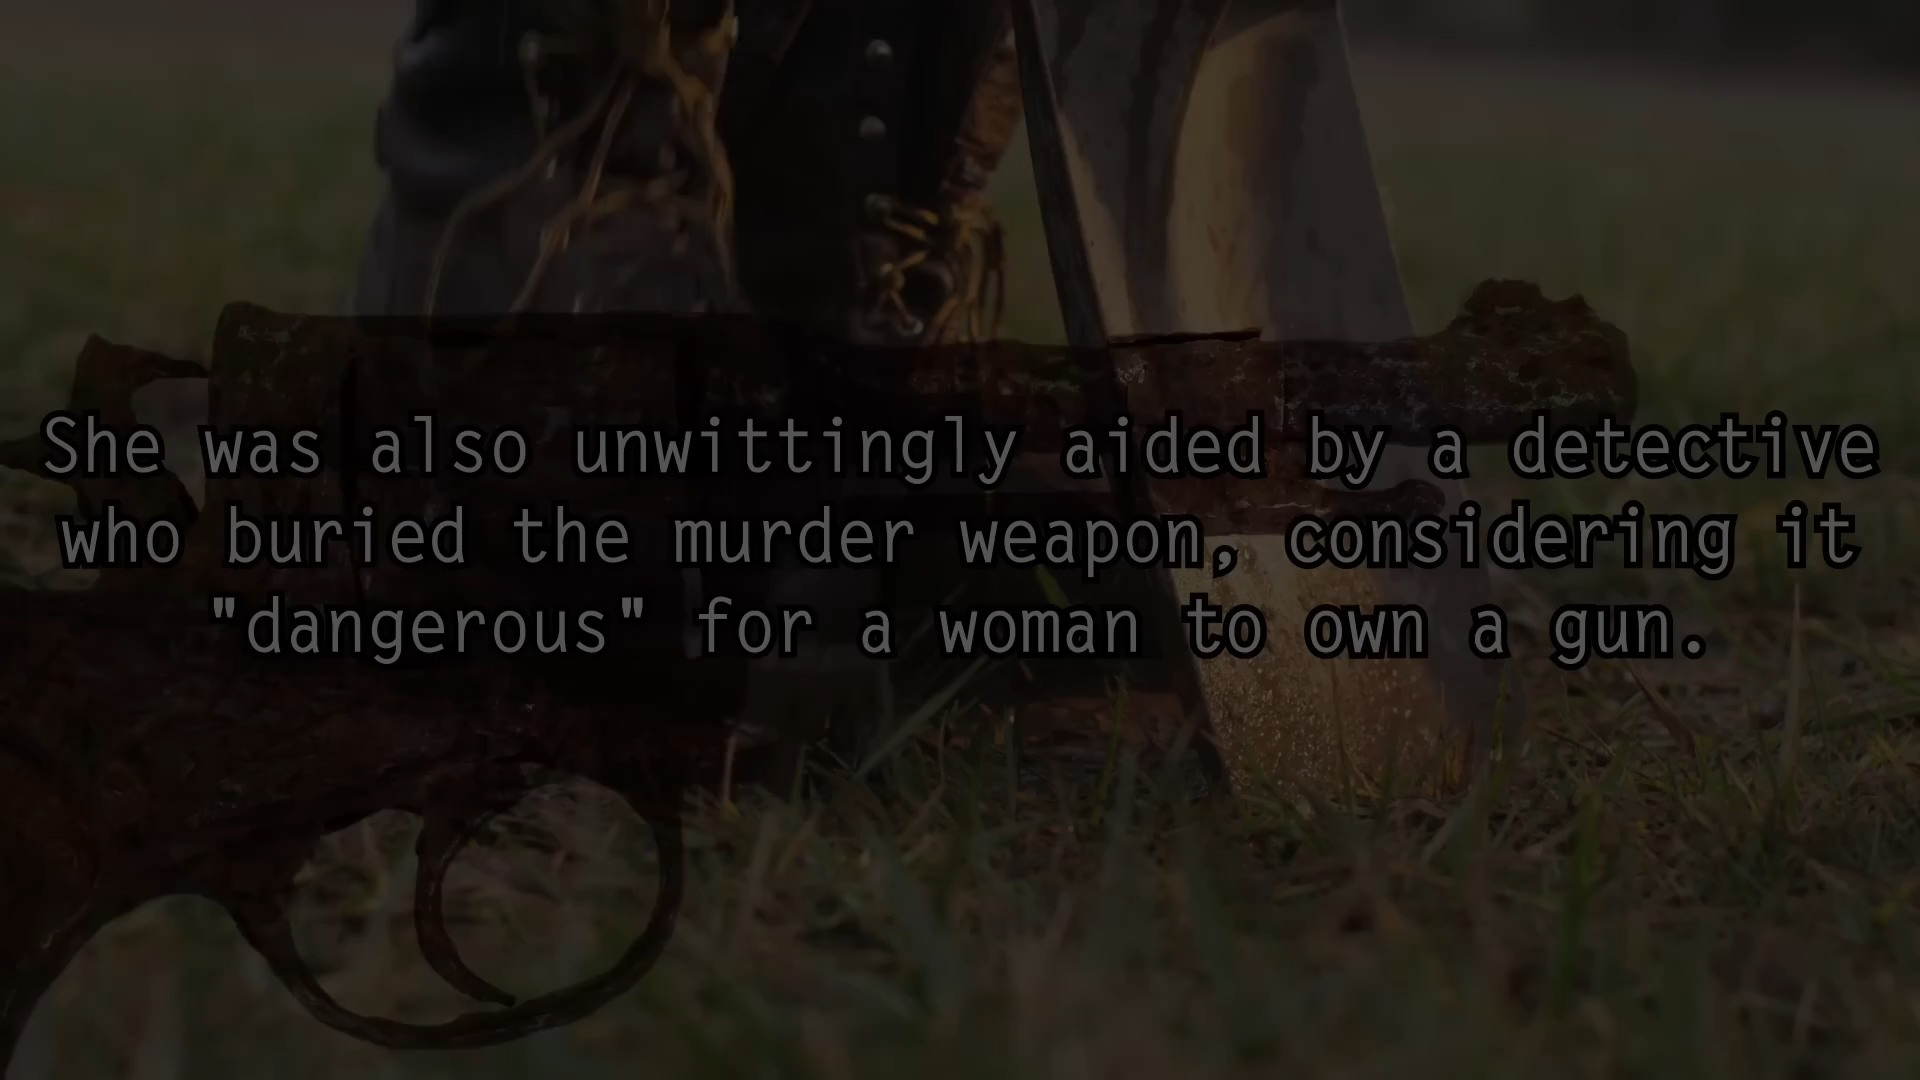 She was also unwittingly aided by a detective
who buried the murder weapon, considering it
"dangerous" for a woman to own a gun.